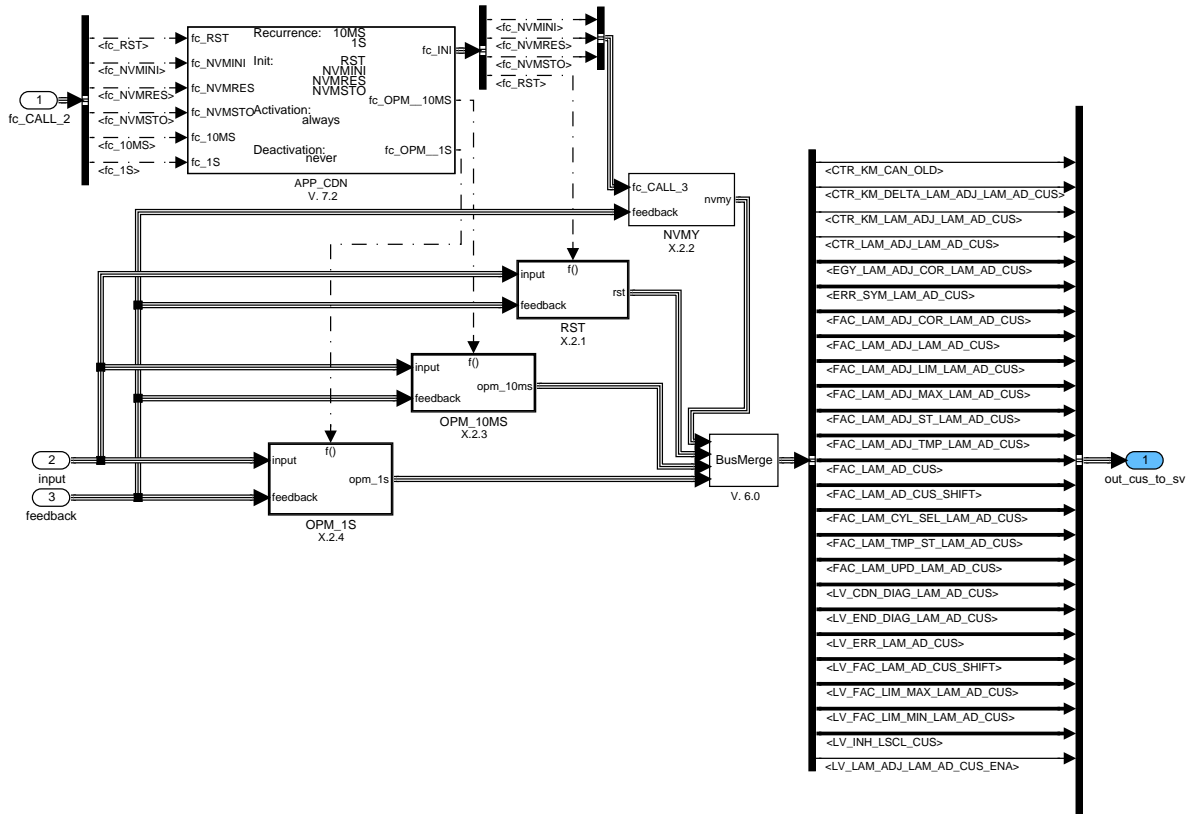 1
fc_CALL_2
<fc_RST>
<fc_NVMINI>
<fc_NVMRES>
<fc_NVMSTO>
<fc_10MS>
<fc_1S>
fc_RST
fc_NVMINI
fc_NVMRES
fc_NVMSTO
fc_10MS
fc_1S
Recurrence: 10MS
1S
Init: RST
NVMINI
NVMRES
NVMSTO
Activation:
always
Deactivation:
never
fc_INI
fc_OPM__10MS
fc_OPM__1S
APP_CDN
V. 7.2
<fc_NVMINI>
<fc_NVMRES>
<fc_NVMSTO>
<fc_RST>
fc_CALL_3
feedback
nvmy
NVMY
X.2.2
f()
input
feedback
rst
RST
X.2.1
f()
input
feedback
opm_10ms
OPM_10MS
X.2.3
f()
input
feedback
opm_1s
OPM_1S
X.2.4
2
input
3
feedback
BusMerge
V. 6.0
<CTR_KM_CAN_OLD>
<CTR_KM_DELTA_LAM_ADJ_LAM_AD_CUS>
<CTR_KM_LAM_ADJ_LAM_AD_CUS>
<CTR_LAM_ADJ_LAM_AD_CUS>
<EGY_LAM_ADJ_COR_LAM_AD_CUS>
<ERR_SYM_LAM_AD_CUS>
<FAC_LAM_ADJ_COR_LAM_AD_CUS>
<FAC_LAM_ADJ_LAM_AD_CUS>
<FAC_LAM_ADJ_LIM_LAM_AD_CUS>
<FAC_LAM_ADJ_MAX_LAM_AD_CUS>
<FAC_LAM_ADJ_ST_LAM_AD_CUS>
<FAC_LAM_ADJ_TMP_LAM_AD_CUS>
<FAC_LAM_AD_CUS>
<FAC_LAM_AD_CUS_SHIFT>
<FAC_LAM_CYL_SEL_LAM_AD_CUS>
<FAC_LAM_TMP_ST_LAM_AD_CUS>
<FAC_LAM_UPD_LAM_AD_CUS>
<LV_CDN_DIAG_LAM_AD_CUS>
<LV_END_DIAG_LAM_AD_CUS>
<LV_ERR_LAM_AD_CUS>
<LV_FAC_LAM_AD_CUS_SHIFT>
<LV_FAC_LIM_MAX_LAM_AD_CUS>
<LV_FAC_LIM_MIN_LAM_AD_CUS>
<LV_INH_LSCL_CUS>
<LV_LAM_ADJ_LAM_AD_CUS_ENA>
1
out_cus_to_sv